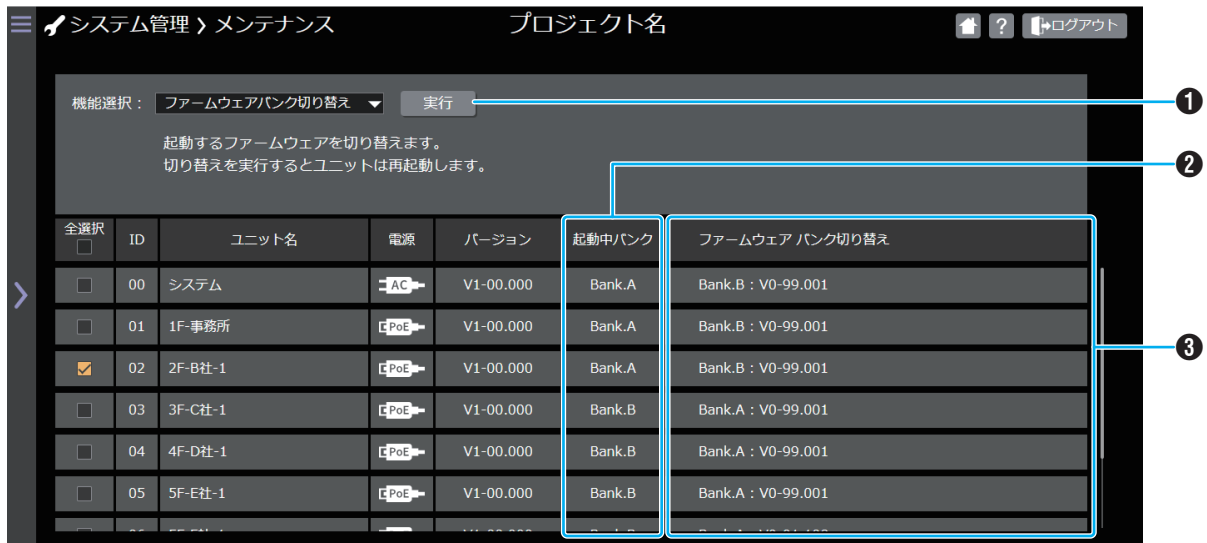 システム管理 メンテナンス プロジェクト名 ? ログアウト
機能選択： ファームウェアバンク切り替え 実行 ❶
起動するファームウェアを切り替えます。
切り替えを実行するとユニットは再起動します。 ❷
全選択 ID ユニット名 電源 バージョン 起動中バンク ファームウェア バンク切り替え
00 システム AC V1-00.000 Bank.A Bank.B：V0-99.001
01 1F-事務所 PoE V1-00.000 Bank.A Bank.B：V0-99.001
❸
02 2F-B社-1 PoE V1-00.000 Bank.A Bank.B：V0-99.001
03 3F-C社-1 PoE V1-00.000 Bank.B Bank.A：V0-99.001
04 4F-D社-1 PoE V1-00.000 Bank.B Bank.A：V0-99.001
05 5F-E社-1 PoE V1-00.000 Bank.B Bank.A：V0-99.001